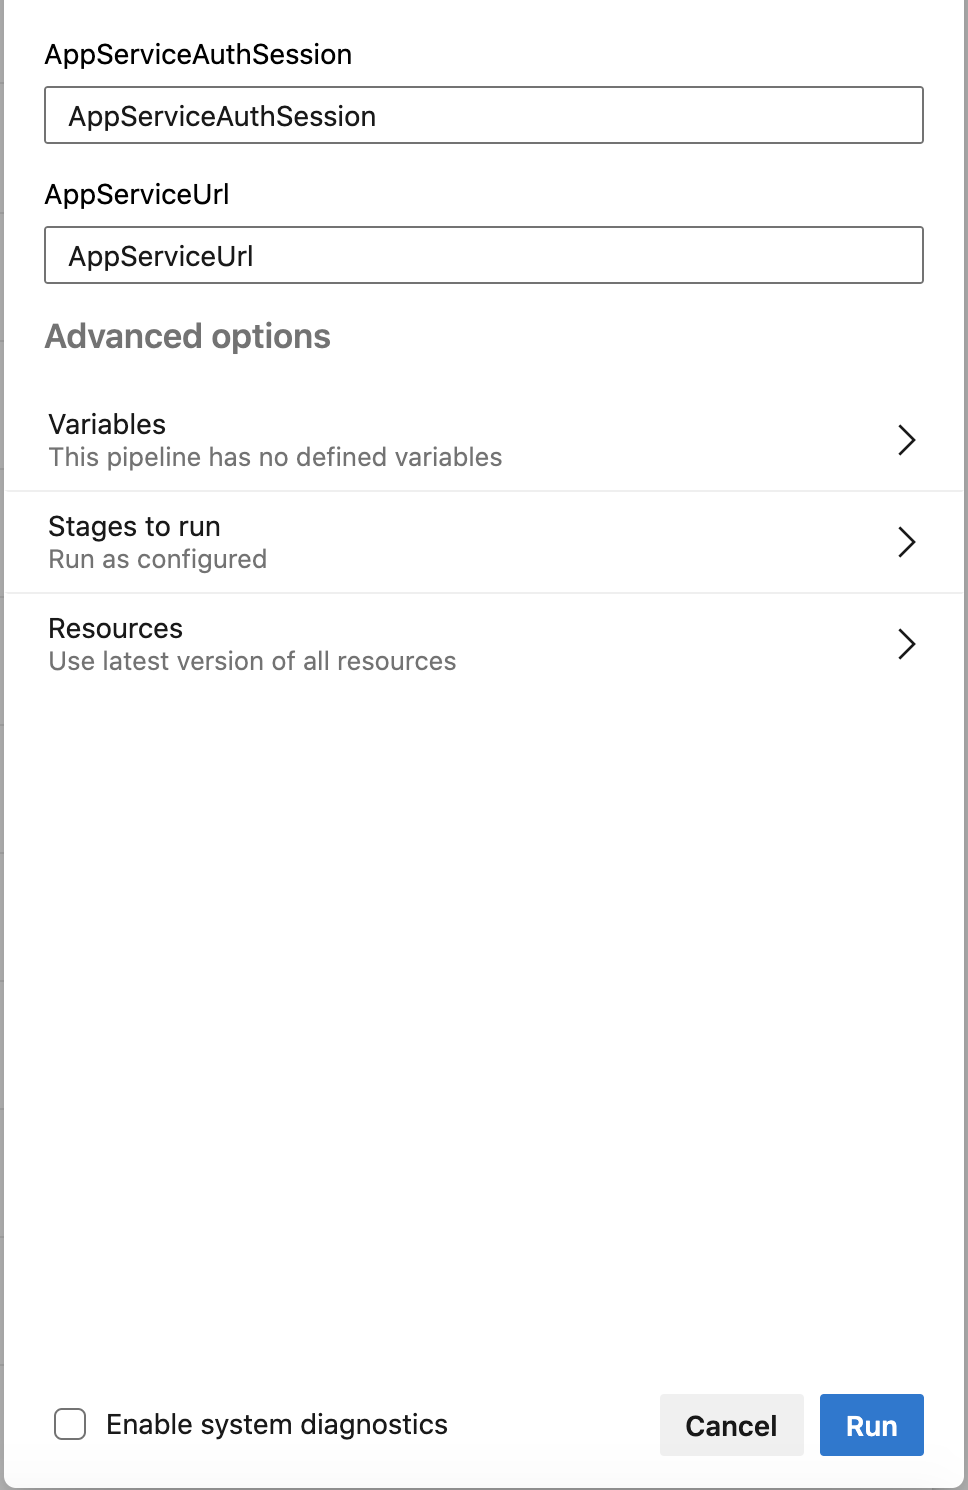 AppServiceAuthSession
AppServiceAuthSession
AppServiceUrl
AppServiceUrl
Advanced options
Variables
This pipeline has no defined variables
Stages to run
Run as configured
Resources
Use latest version of all resources
Enable system diagnostics
Cancel
Run